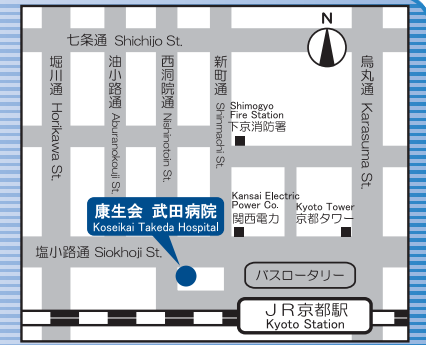 N
七条通 Shichijo St.
堀川通 Horikawa St.
油小路通 Aburanokouji St.
西洞院通 Nishinotoin St.
新町通 Shinmachi St.
烏丸通 Karasuma St.
Shimogyo
Fire Station
下京消防署
Kansai Electric
Power Co.
関西電力
Kyoto Tower
京都タワー
康生会 武田病院
Koseikai Takeda Hospital
塩小路通 Siokhoji St.
バスロータリー
JR京都駅
Kyoto Station